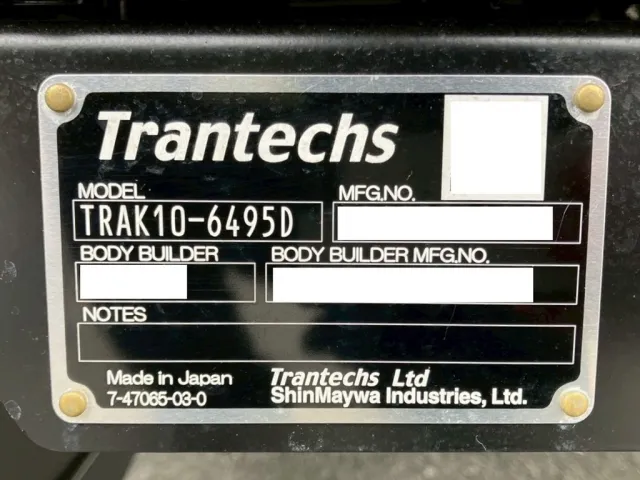 Trantechs
MODEL MFG.NO.
TRAK10-6495D
BODY BUILDER BODY BUILDER MFG.NO.
NOTES
Made in Japan Trantechs Ltd
7-47065-03-0 ShinMaywa Industries, Ltd.